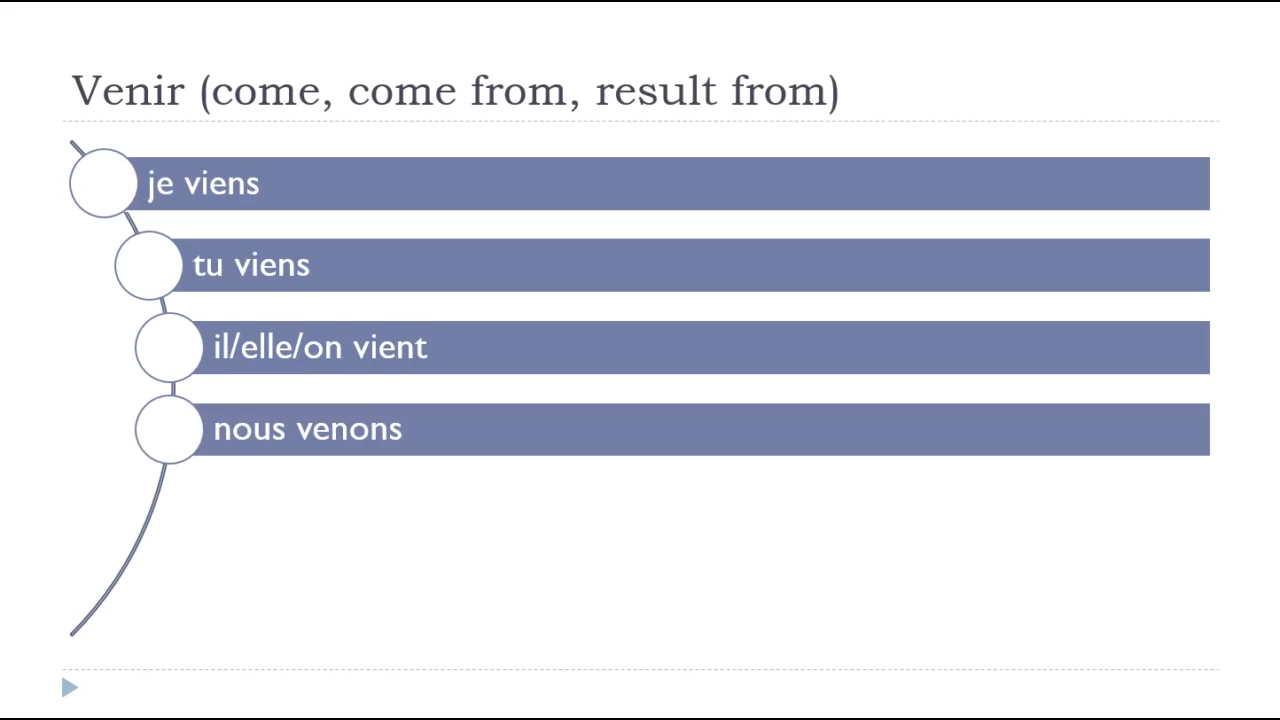 Venir (come, come from, result from)
je viens
tu viens
il/elle/on vient
nous venons